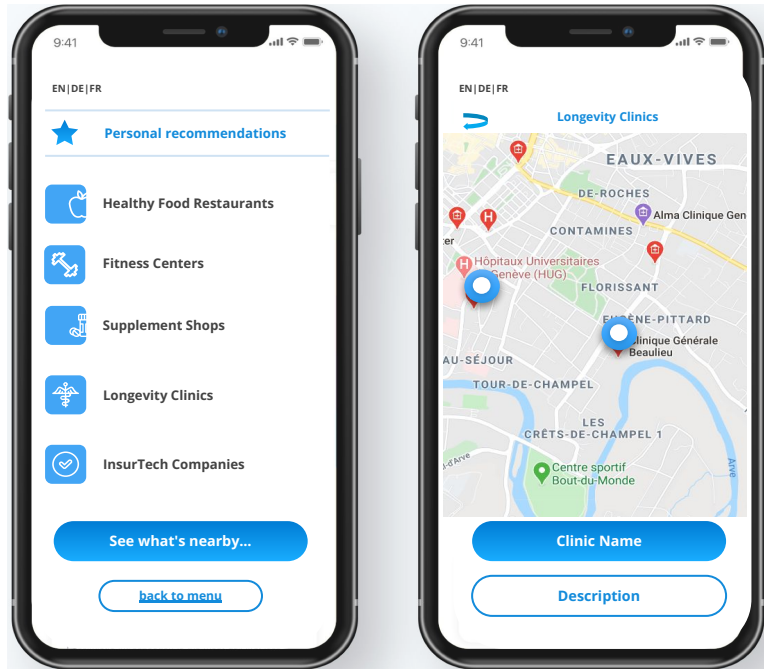 9:41
EN|DE|FR
Personal recommendations
Healthy Food Restaurants
Fitness Centers
Supplement Shops
Longevity Clinics
InsurTech Companies
See what's nearby...
back to menu
9:41
EN|DE|FR
Longevity Clinics
EAUX-VIVES
DE-ROCHES
Alma Clinique Gen
CONTAMINES
H
ter
H
Hôpitaux Universitaires
Genève (HUG)
FLORISSANT
EUGÈNE-PITTARD
Clinique Générale
Beaulieu
AU-SÉJOUR
TOUR-DE-CHAMPEL
LES
CRÊTS-DE-CHAMPEL 1
d'Arve
Arve
Centre sportif
Bout-du-Monde
Clinic Name
Description